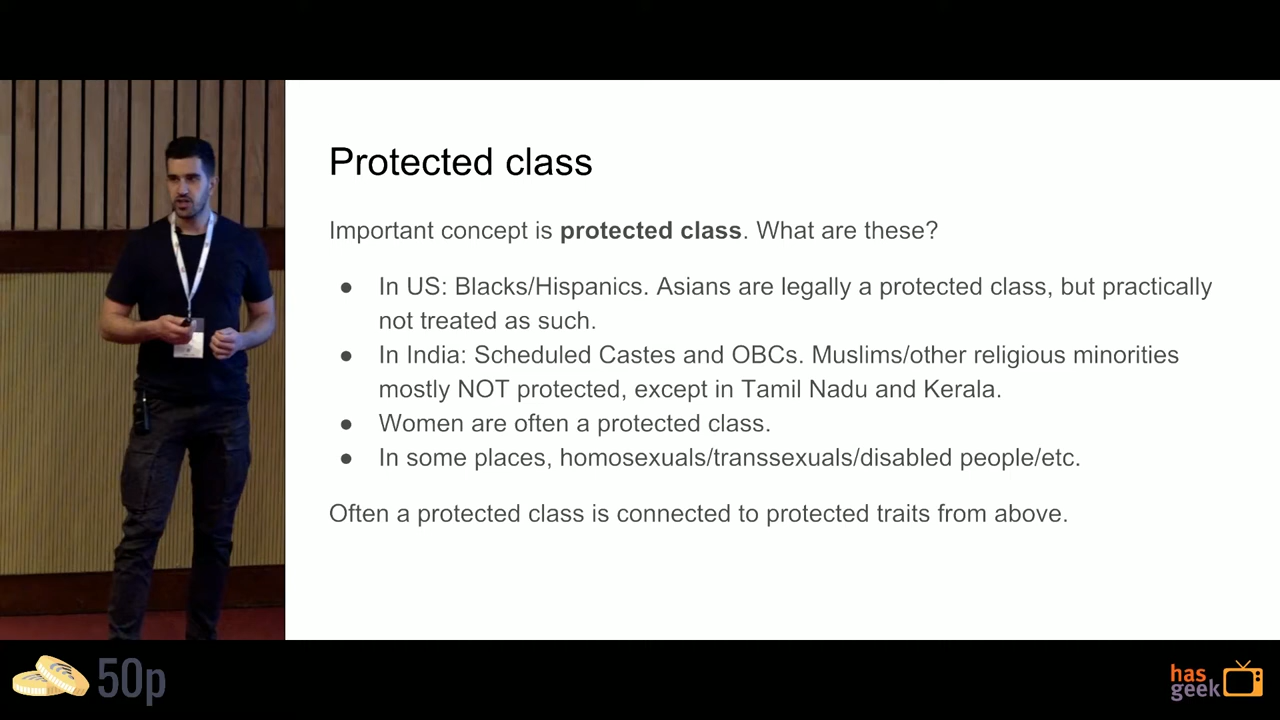 Protected class
Important concept is protected class. What are these?
● In US: Blacks/Hispanics. Asians are legally a protected class, but practically
not treated as such.
● In India: Scheduled Castes and OBCs. Muslims/other religious minorities
mostly NOT protected, except in Tamil Nadu and Kerala.
● Women are often a protected class.
● In some places, homosexuals/transsexuals/disabled people/etc.
Often a protected class is connected to protected traits from above.
50p
has
geek